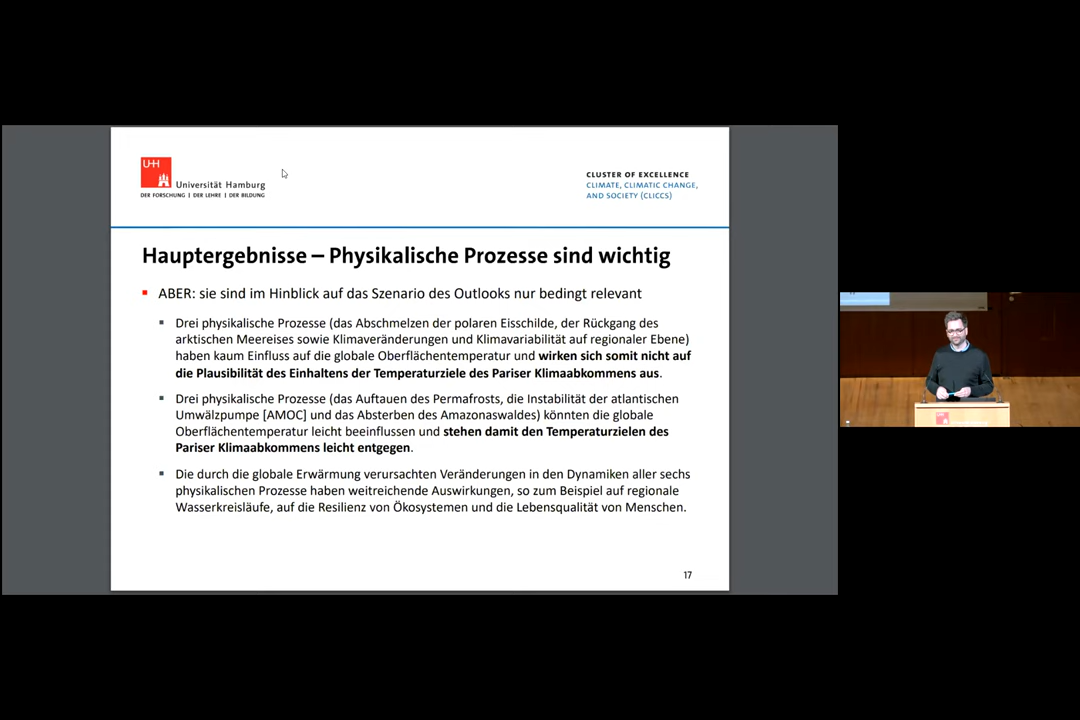 UH
Universität Hamburg
DER FORSCHUNG | DER LEHRE | DER BILDUNG
CLUSTER OF EXCELLENCE
CLIMATE, CLIMATIC CHANGE,
AND SOCIETY (CLICCS)
Hauptergebnisse – Physikalische Prozesse sind wichtig
ABER: sie sind im Hinblick auf das Szenario des Outlooks nur bedingt relevant
Drei physikalische Prozesse (das Abschmelzen der polaren Eisschilde, der Rückgang des
arktischen Meereises sowie Klimaveränderungen und Klimavariabilität auf regionaler Ebene)
haben kaum Einfluss auf die globale Oberflächentemperatur und wirken sich somit nicht auf
die Plausibilität des Einhaltens der Temperaturziele des Pariser Klimaabkommens aus.
Drei physikalische Prozesse (das Auftauen des Permafrosts, die Instabilität der atlantischen
Umwälzpumpe [AMOC] und das Absterben des Amazonaswaldes) könnten die globale
Oberflächentemperatur leicht beeinflussen und stehen damit den Temperaturzielen des
Pariser Klimaabkommens leicht entgegen.
Die durch die globale Erwärmung verursachten Veränderungen in den Dynamiken aller sechs
physikalischen Prozesse haben weitreichende Auswirkungen, so zum Beispiel auf regionale
Wasserkreisläufe, auf die Resilienz von Ökosystemen und die Lebensqualität von Menschen.
17